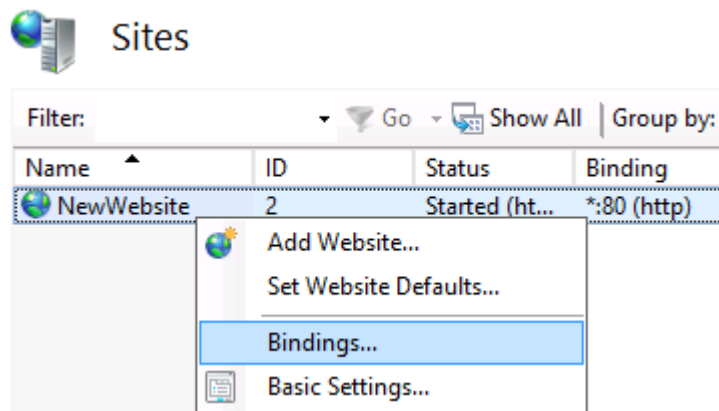 Sites
Filter: Go Show All Group by:
Name ID Status Binding
NewWebsite 2 Started (ht... *:80 (http)
Add Website...
Set Website Defaults...
Bindings...
Basic Settings...